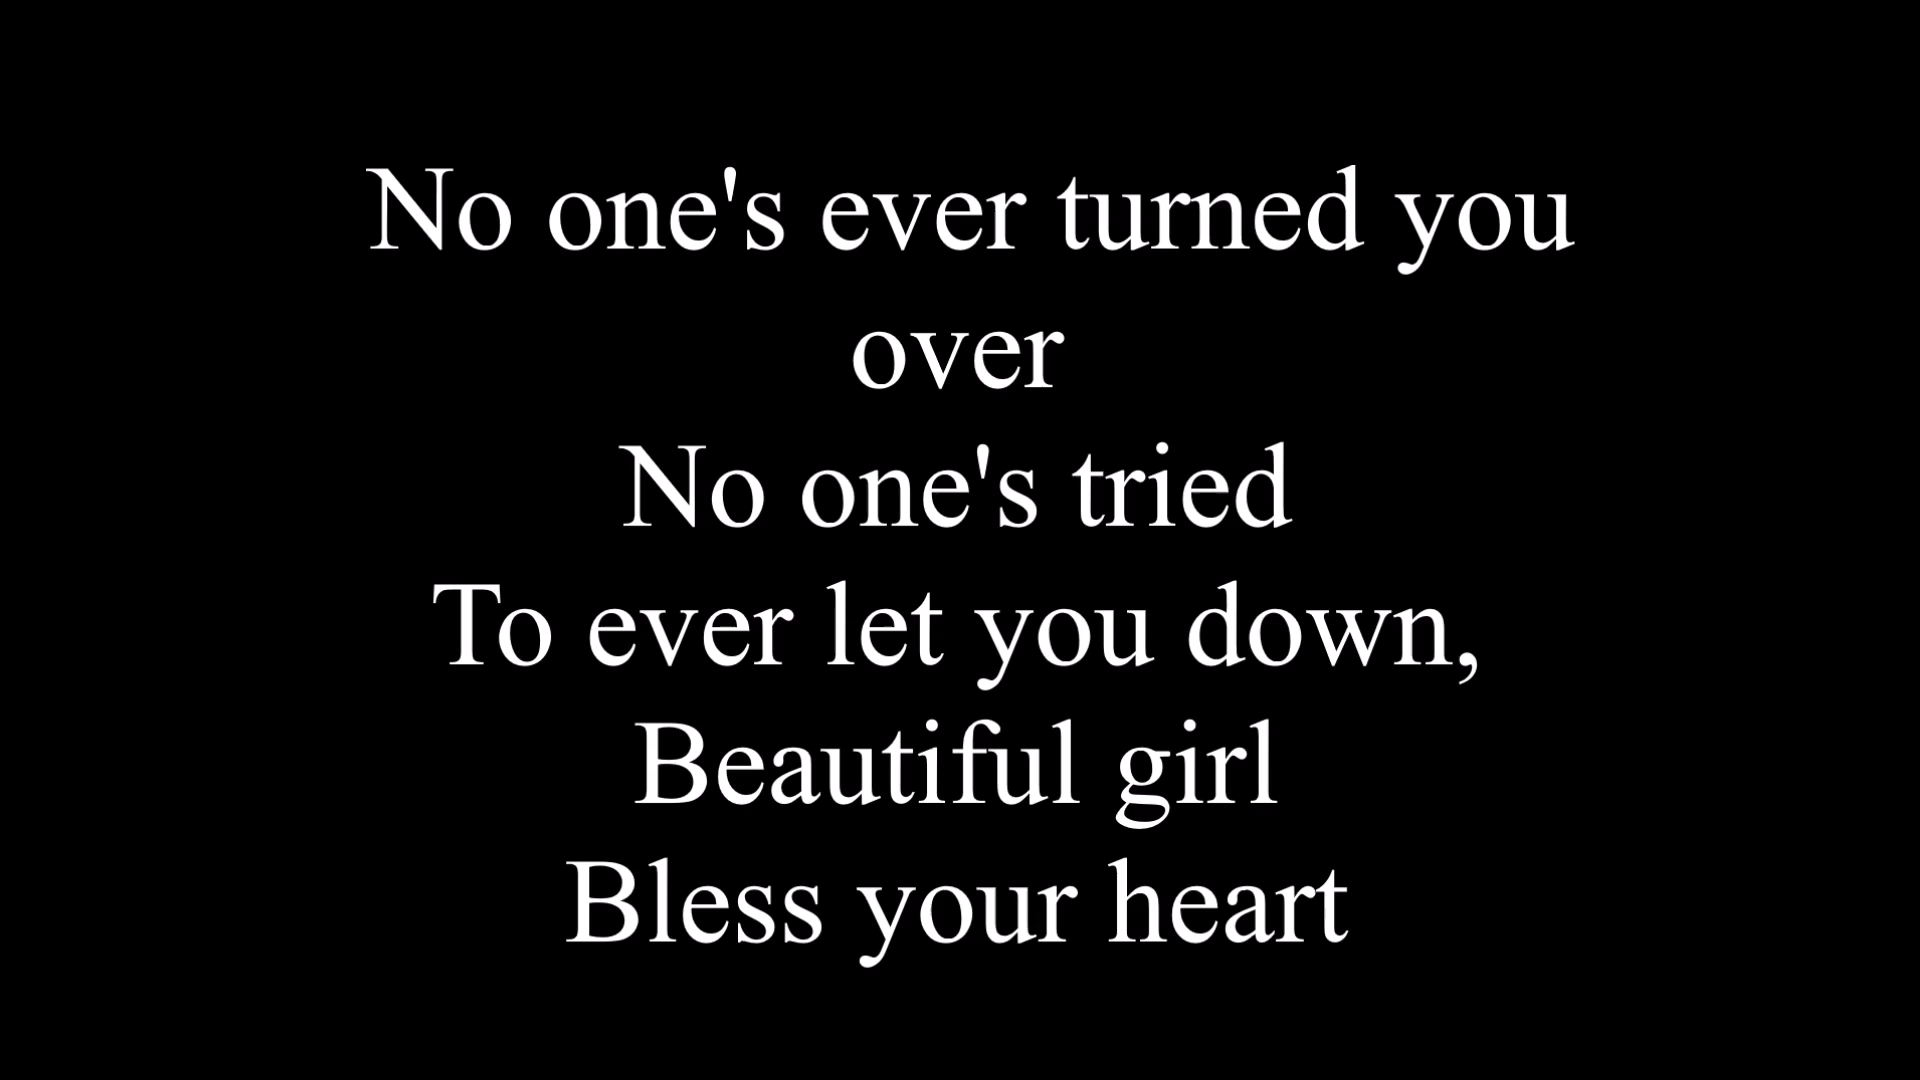 No one's ever turned you
over
No one's tried
To ever let you down,
Beautiful girl
Bless your heart